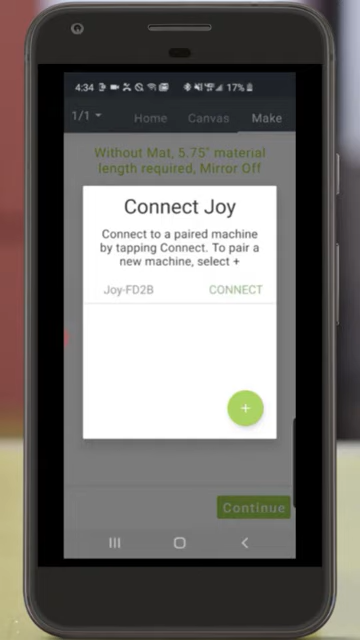 4:34 17%
1/1 Home Canvas Make
Without Mat, 5.75" material
length required, Mirror Off
Connect Joy
Connect to a paired machine
by tapping Connect. To pair a
new machine, select +
Joy-FD2B CONNECT
+
Continue